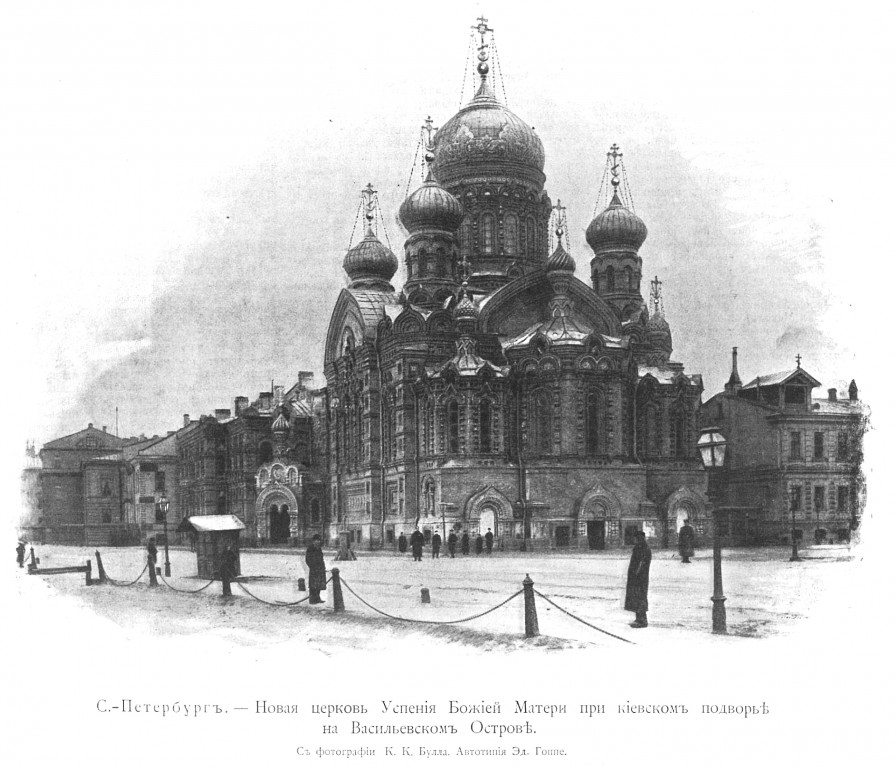 С.-Петербургъ. — Новая церковь Успенія Божіей Матери при кіевскомъ подворьѣ
на Васильевскомъ Островѣ.
Съ фотографіи К. К. Булла. Автотипія Эд. Гоппе.